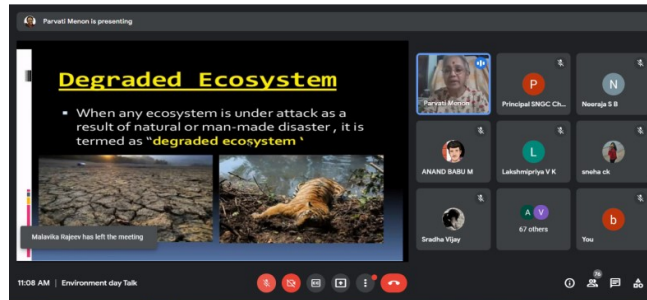 Parvati Menon is presenting
Degraded Ecosystem
▪ When any ecosystem is under attack as a
result of natural or man-made disaster , it is
termed as "degraded ecosystem '
Malavika Rajeev has left the meeting
Parvati Menon
P
Principal SNGC Ch...
N
Neeraja S B
ANAND BABU M
L
Lakshmipriya V K
sneha ck
Sradha Vijay
A V
67 others
b
You
11:08 AM | Environment day Talk
76